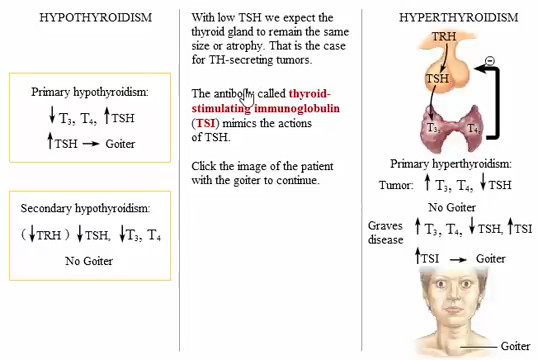 HYPOTHYROIDISM
Primary hypothyroidism:
↓ T3, T4, ↑TSH
↑TSH → Goiter
Secondary hypothyroidism:
(↓TRH) ↓TSH, ↓T3, T4
No Goiter
With low TSH we expect the
thyroid gland to remain the same
size or atrophy. That is the case
for TH-secreting tumors.
The antibody called thyroid-
stimulating immunoglobulin
(TSI) mimics the actions
of TSH.
Click the image of the patient
with the goiter to continue.
HYPERTHYROIDISM
TRH
TSH
T3 T4
Primary hyperthyroidism:
Tumor: ↑ T3, T4, ↓TSH
No Goiter
Graves ↑ T3, T4, ↓TSH, ↑TSI
disease
↑TSI → Goiter
Goiter